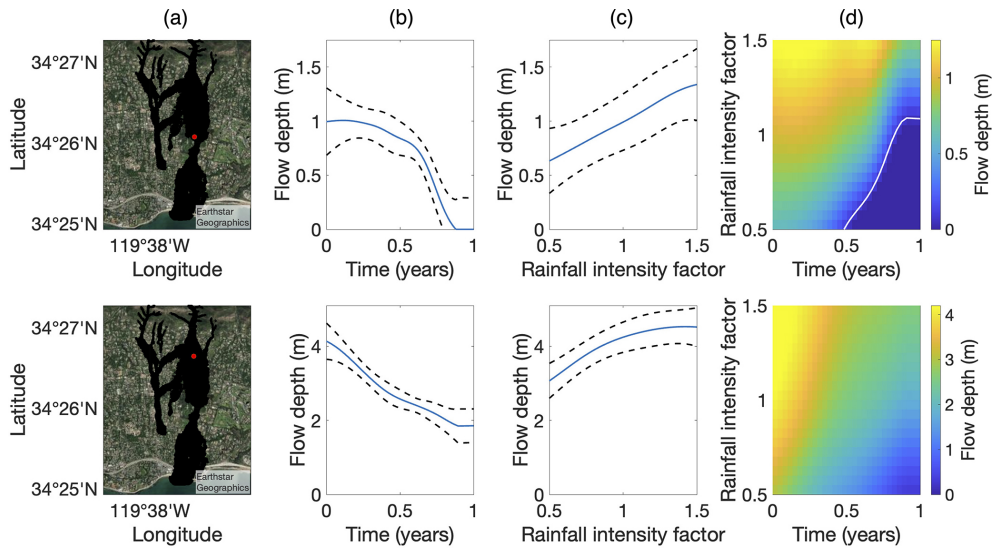 (a)
(b)
(c)
(d)
34°27'N
34°26'N
34°25'N
Latitude
119°38'W
Longitude
Earthstar
Geographics
1.5
1
0.5
0
Flow depth (m)
0
0.5
1
Time (years)
1.5
1
0.5
0
Flow depth (m)
0.5
1
1.5
Rainfall intensity factor
1.5
1
0.5
Rainfall intensity factor
0
0.5
1
Time (years)
1
0.5
0
Flow depth (m)
34°27'N
34°26'N
34°25'N
Latitude
119°38'W
Longitude
Earthstar
Geographics
4
2
0
Flow depth (m)
0
0.5
1
Time (years)
4
2
0
Flow depth (m)
0.5
1
1.5
Rainfall intensity factor
1.5
1
0.5
Rainfall intensity factor
0
0.5
1
Time (years)
4
3
2
1
0
Flow depth (m)